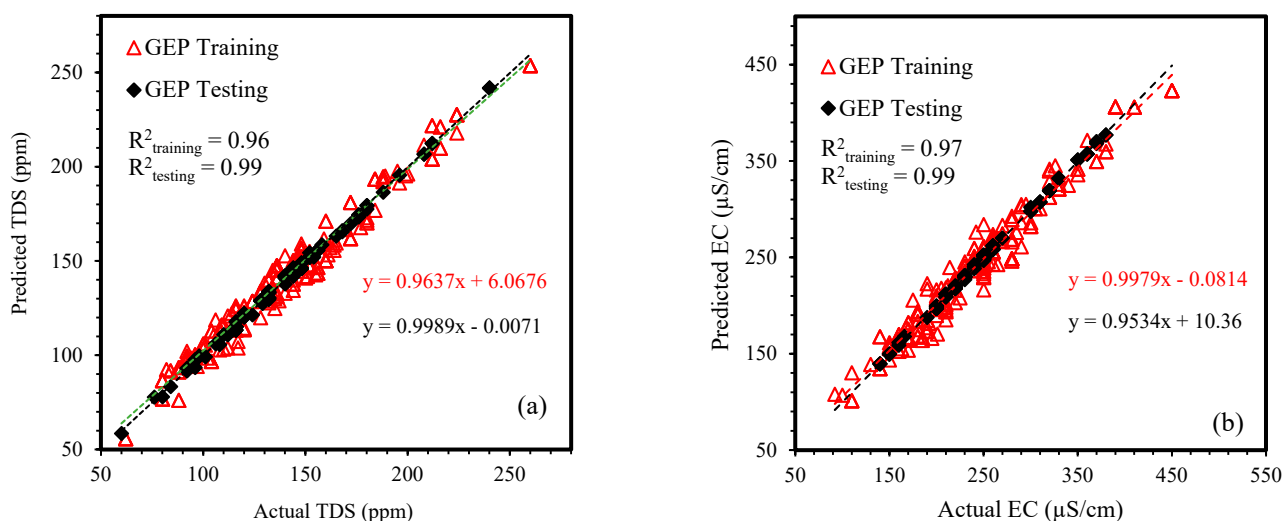 GEP Training
GEP Testing
R²training = 0.96
R²testing = 0.99
y = 0.9637x + 6.0676
y = 0.9989x - 0.0071
(a)
250
200
150
100
50
50
100
150
200
250
Predicted TDS (ppm)
Actual TDS (ppm)
GEP Training
GEP Testing
R²training = 0.97
R²testing = 0.99
y = 0.9979x - 0.0814
y = 0.9534x + 10.36
(b)
450
350
250
150
50
50
150
250
350
450
550
Predicted EC (µS/cm)
Actual EC (µS/cm)